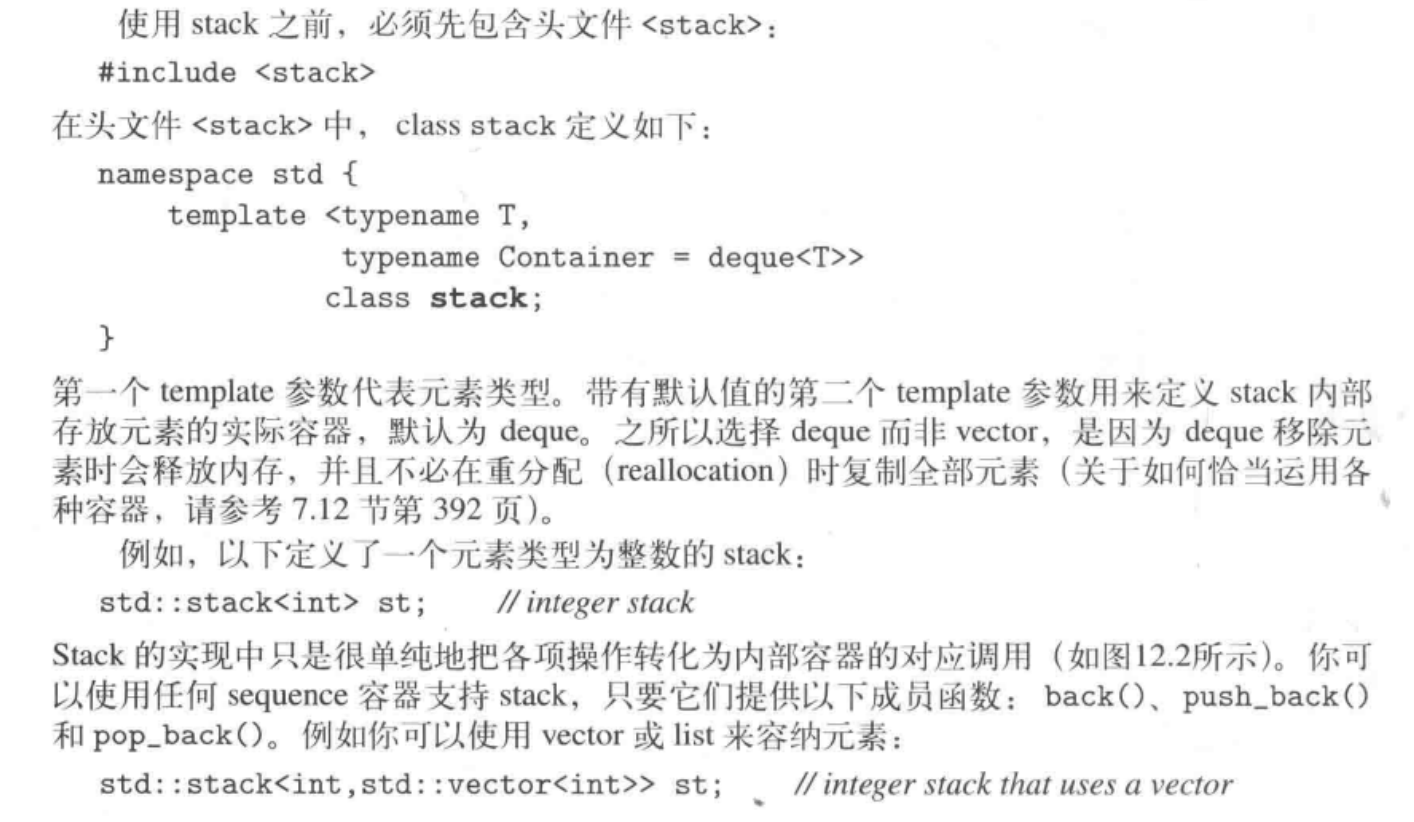 使用 stack 之前，必须先包含头文件 <stack>：
#include <stack>
在头文件 <stack> 中， class stack 定义如下：
namespace std {
    template <typename T,
              typename Container = deque<T>>
             class stack;
}
第一个 template 参数代表元素类型。带有默认值的第二个 template 参数用来定义 stack 内部
存放元素的实际容器，默认为 deque。之所以选择 deque 而非 vector，是因为 deque 移除元
素时会释放内存，并且不必在重分配（reallocation）时复制全部元素（关于如何恰当运用各
种容器，请参考 7.12 节第 392 页）。
例如，以下定义了一个元素类型为整数的 stack：
std::stack<int> st;    // integer stack
Stack 的实现中只是很单纯地把各项操作转化为内部容器的对应调用（如图12.2所示）。你可
以使用任何 sequence 容器支持 stack，只要它们提供以下成员函数： back()、push_back()
和 pop_back()。例如你可以使用 vector 或 list 来容纳元素：
std::stack<int,std::vector<int>> st;    // integer stack that uses a vector